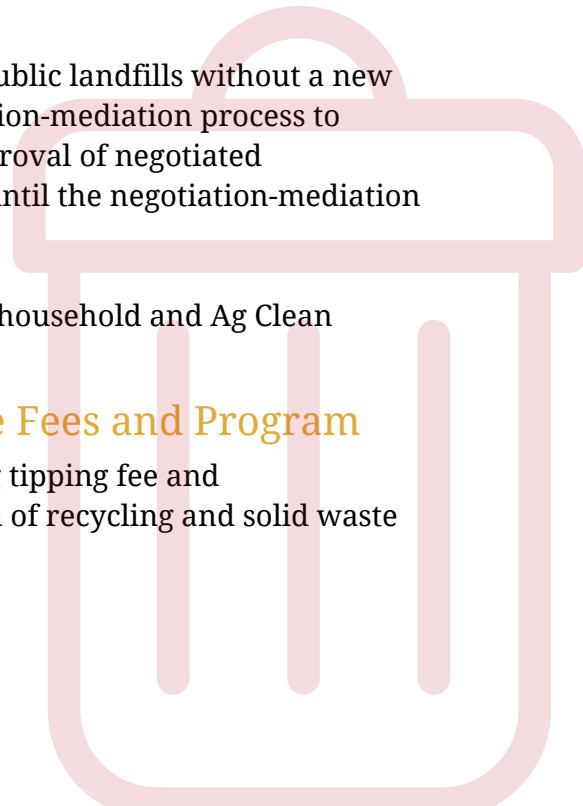 ublic landfills without a new
ion-mediation process to
roval of negotiated
until the negotiation-mediation
household and Ag Clean
e Fees and Program
tipping fee and
of recycling and solid waste